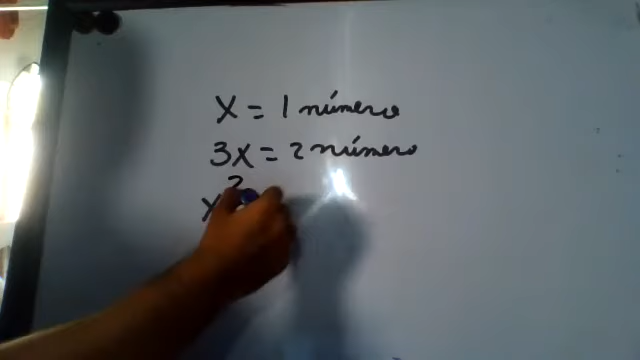 x = 1 número
3x = 2 número
x²